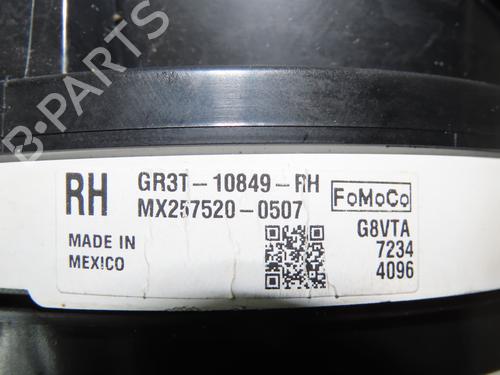 B-PARTS
RH
GR3T-10849-RH
MX257520-0507
FoMoCo
MADE IN
MEXICO
G8VTA
7234
4096